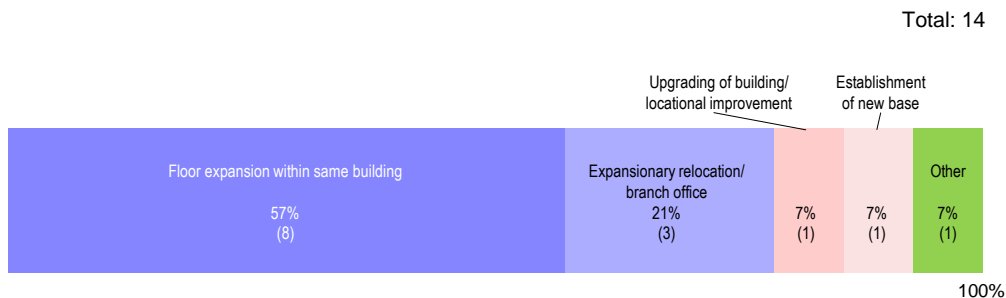 Total: 14
Upgrading of building/
locational improvement
Establishment
of new base
Floor expansion within same building
57%
(8)
Expansionary relocation/
branch office
21%
(3)
7%
(1)
7%
(1)
Other
7%
(1)
100%